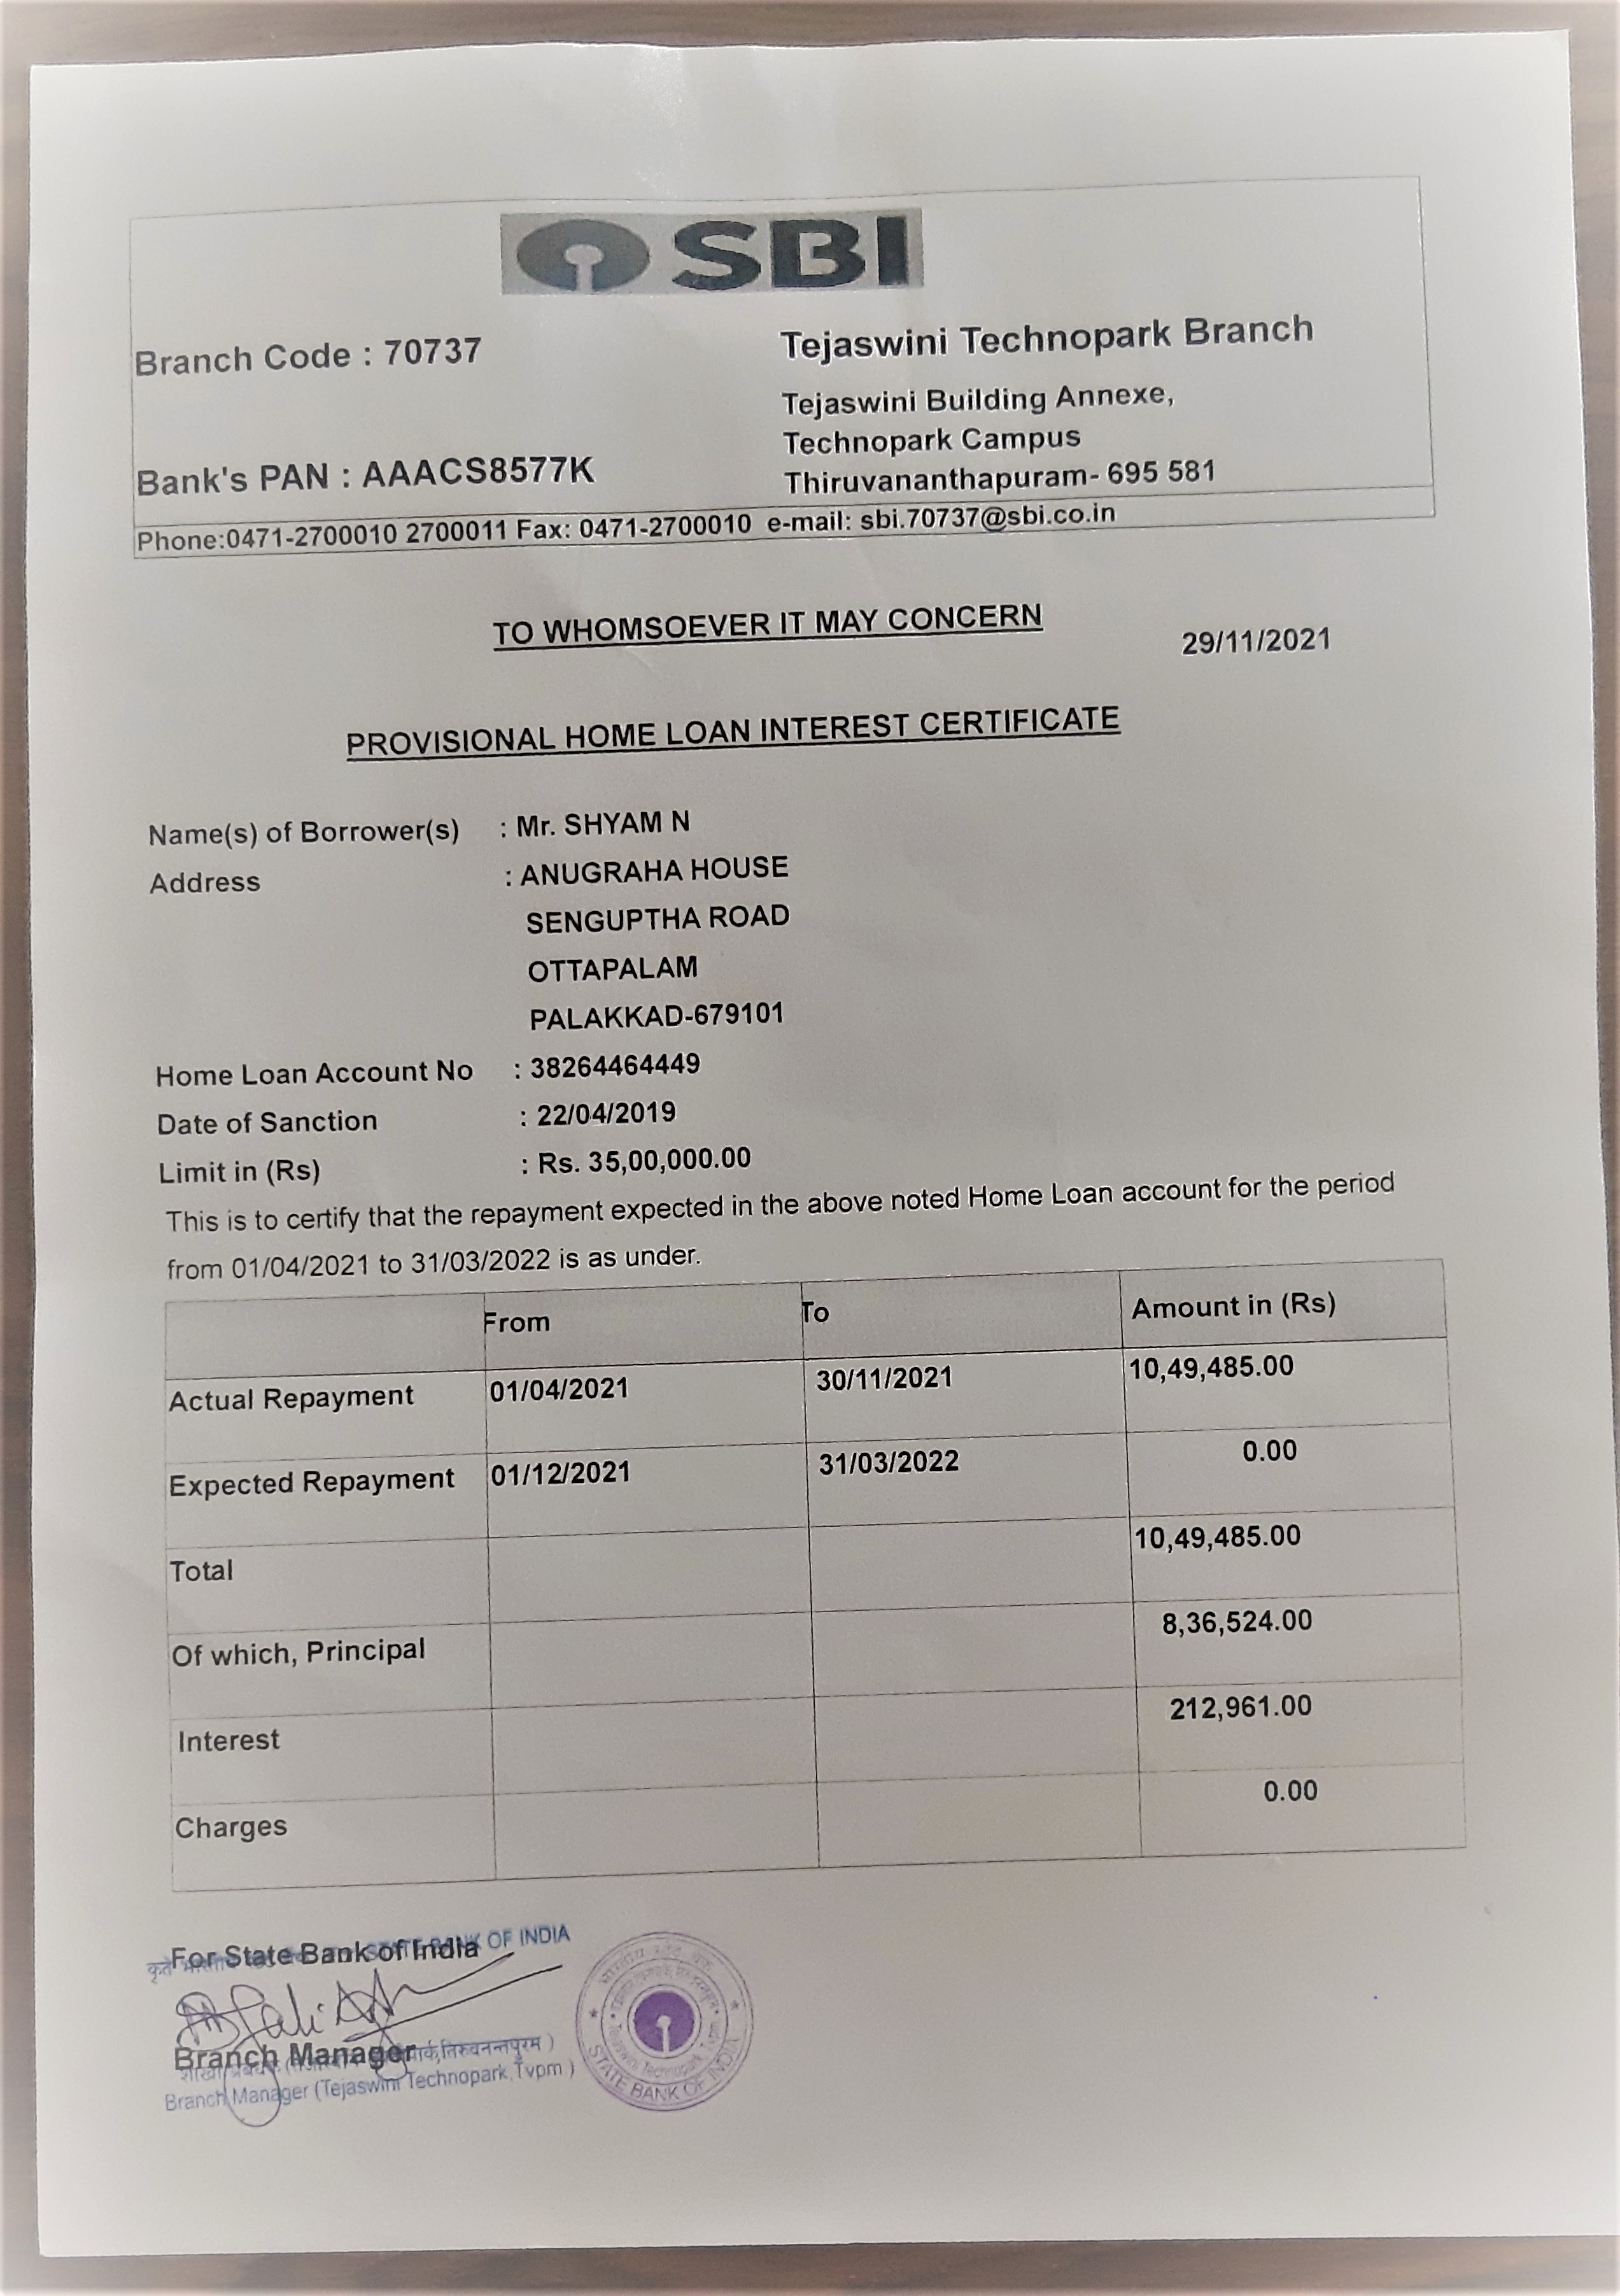 SBI
Branch Code : 70737
Tejaswini Technopark Branch
Tejaswini Building Annexe,
Technopark Campus
Bank's PAN : AAACS8577K
Thiruvananthapuram- 695 581
Phone:0471-2700010 2700011 Fax: 0471-2700010 e-mail: sbi.70737@sbi.co.in
TO WHOMSOEVER IT MAY CONCERN
29/11/2021
PROVISIONAL HOME LOAN INTEREST CERTIFICATE
Name(s) of Borrower(s) : Mr. SHYAM N
Address : ANUGRAHA HOUSE
SENGUPTHA ROAD
OTTAPALAM
PALAKKAD-679101
Home Loan Account No : 38264464449
Date of Sanction : 22/04/2019
Limit in (Rs) : Rs. 35,00,000.00
This is to certify that the repayment expected in the above noted Home Loan account for the period
from 01/04/2021 to 31/03/2022 is as under.
From To Amount in (Rs)
Actual Repayment 01/04/2021 30/11/2021 10,49,485.00
Expected Repayment 01/12/2021 31/03/2022 0.00
Total 10,49,485.00
Of which, Principal 8,36,524.00
Interest 212,961.00
Charges 0.00
For State Bank of India
STATE BANK OF INDIA
Branch Manager
Branch Manager (Tejaswini Technopark, Tvpm )
STATE BANK OF INDIA
Tejaswini Technopark Tvpm